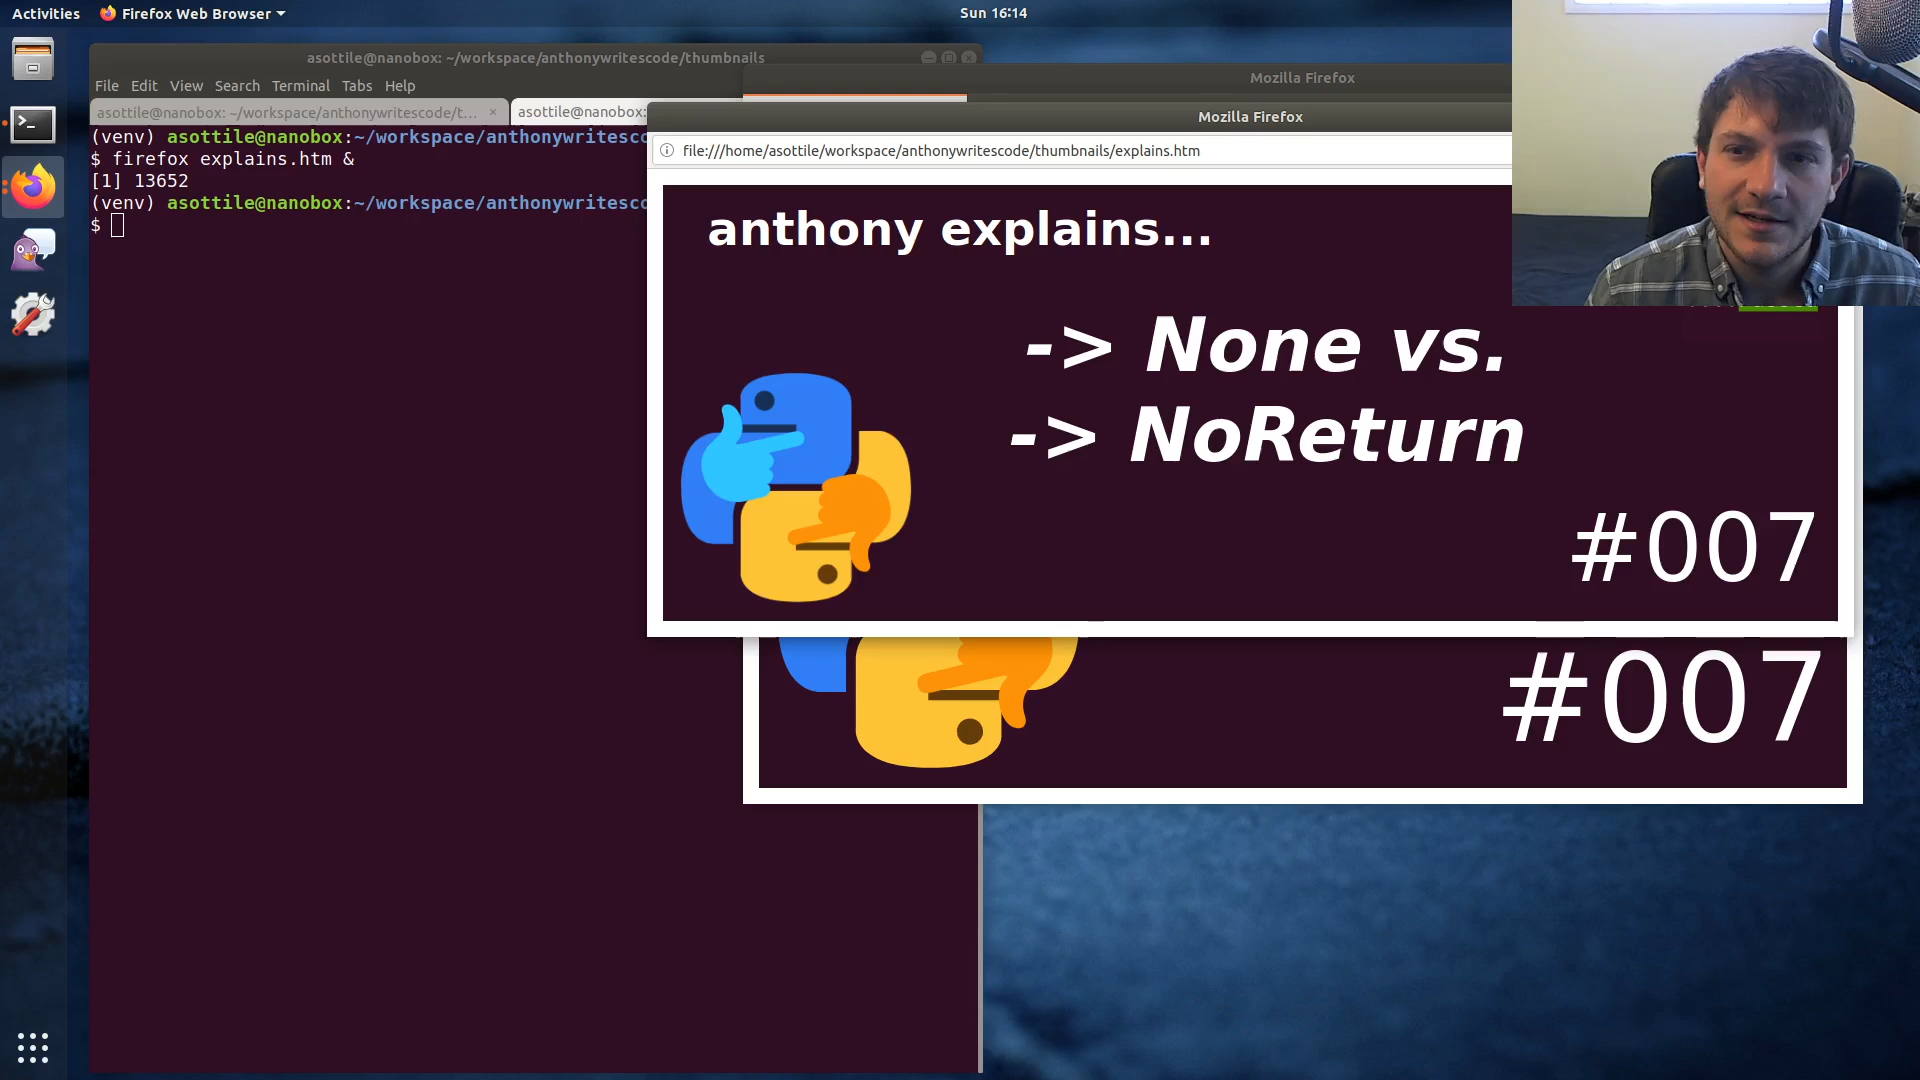 Activities
Firefox Web Browser
Sun 16:14
asottile@nanobox: ~/workspace/anthonywritescode/thumbnails
File Edit View Search Terminal Tabs Help
asottile@nanobox: ~/workspace/anthonywritescode/t...
asottile@nanobox:
(venv) asottile@nanobox:~/workspace/anthonywritesco
$ firefox explains.htm &
[1] 13652
(venv) asottile@nanobox:~/workspace/anthonywritesco
$
Mozilla Firefox
Mozilla Firefox
file:///home/asottile/workspace/anthonywritescode/thumbnails/explains.htm
anthony explains...
-> None vs.
-> NoReturn
#007
#007